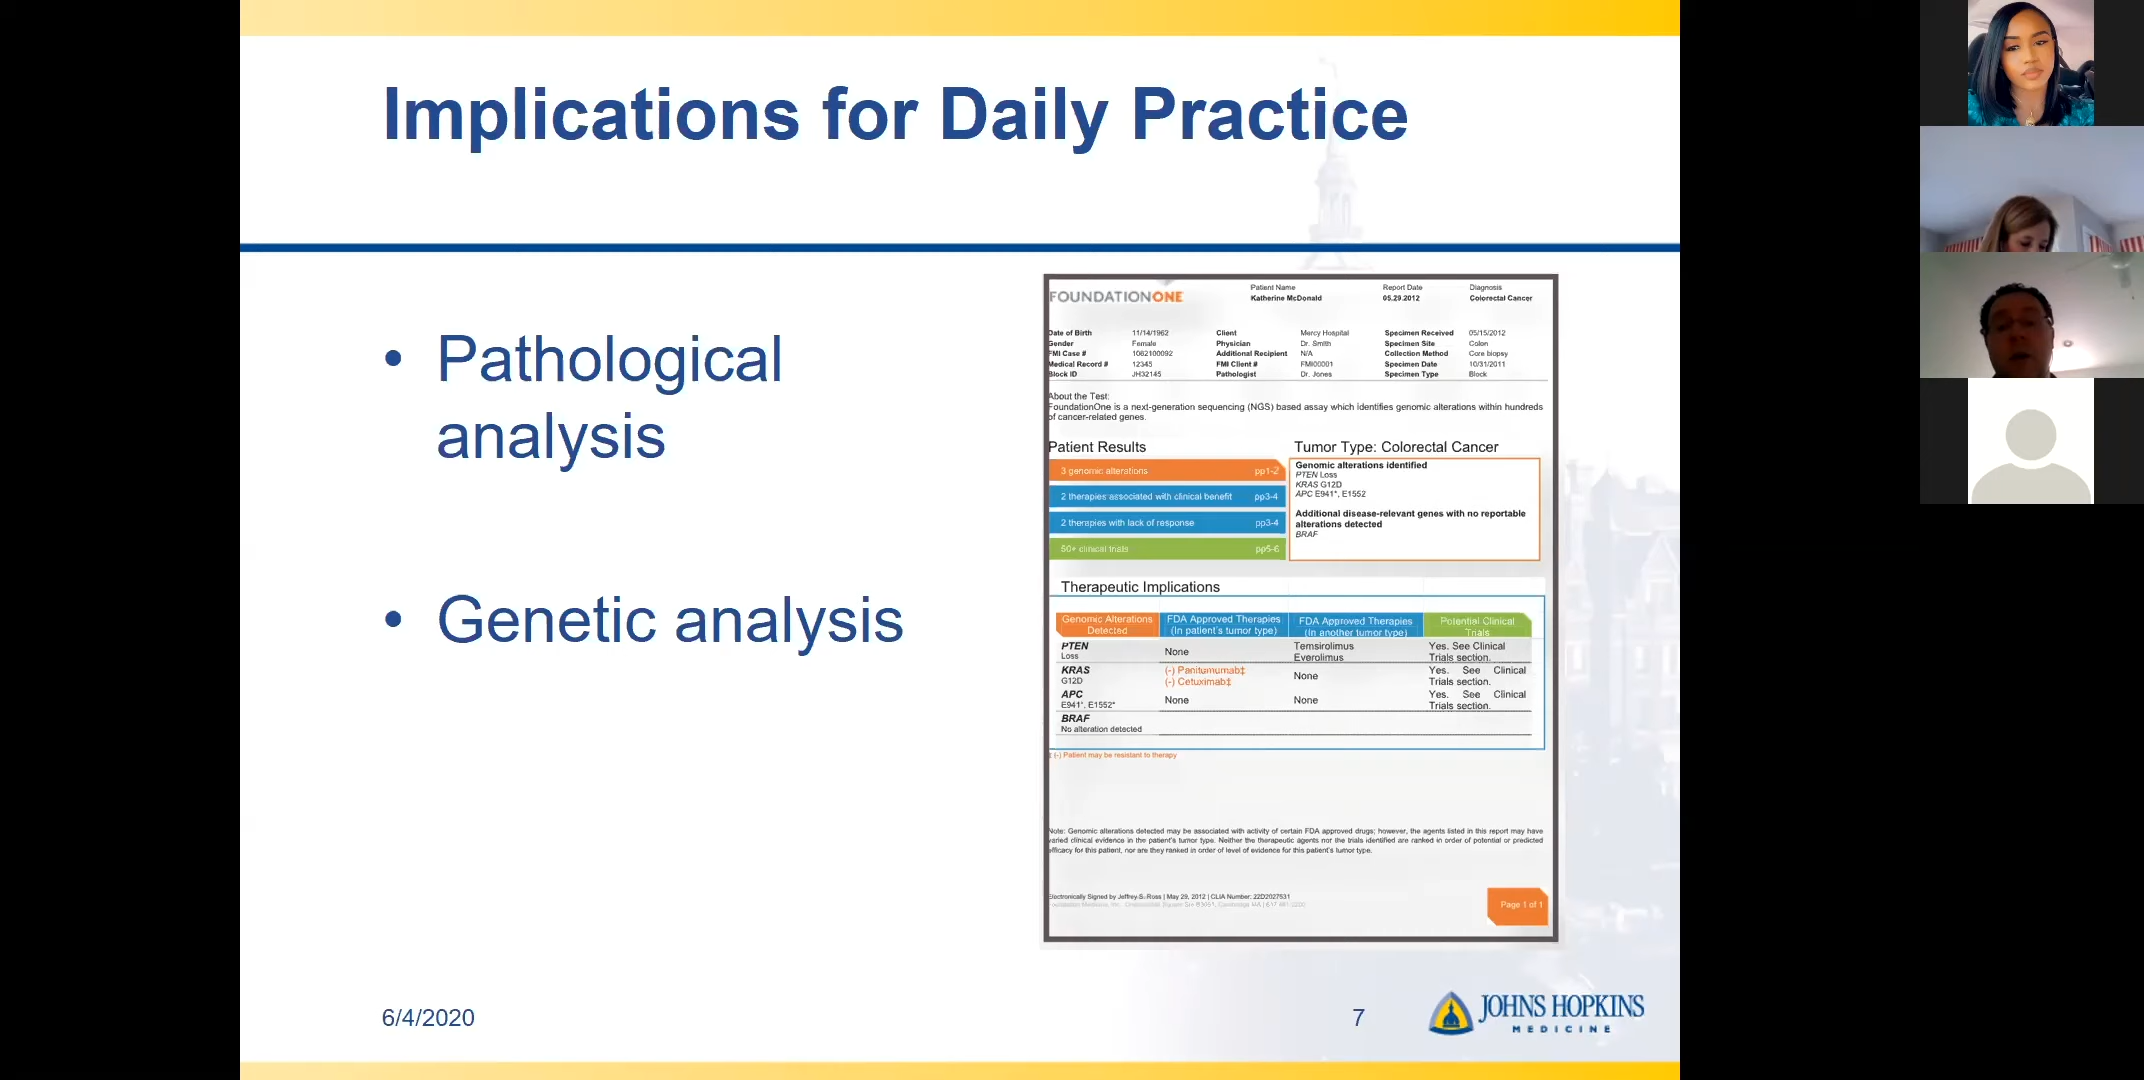 Implications for Daily Practice
• Pathological
analysis
• Genetic analysis
FOUNDATIONONE
Patient Name
Katherine McDonald
Report Date
05.29.2012
Diagnosis
Colorectal Cancer
Date of Birth 11/14/1962 Client Mercy Hospital Specimen Received 05/15/2012
Gender Female Physician Dr. Smith Specimen Site Colon
FMI Case # 1062100092 Additional Recipient N/A Collection Method Core biopsy
Medical Record # 12345 FMI Client # FMI00001 Specimen Date 10/31/2011
Block ID JH32145 Pathologist Dr. Jones Specimen Type Block
About the Test:
FoundationOne is a next-generation sequencing (NGS) based assay which identifies genomic alterations within hundreds
of cancer-related genes.
Patient Results
3 genomic alterations pp1-2
2 therapies associated with clinical benefit pp3-4
2 therapies with lack of response pp3-4
50+ clinical trials pp5-6
Tumor Type: Colorectal Cancer
Genomic alterations identified
PTEN Loss
KRAS G12D
APC E941*, E1552
Additional disease-relevant genes with no reportable
alterations detected
BRAF
Therapeutic Implications
Genomic Alterations
Detected
FDA Approved Therapies
(In patient's tumor type)
FDA Approved Therapies
(In another tumor type)
Potential Clinical
Trials
PTEN
Loss
None
Temsirolimus
Everolimus
Yes. See Clinical
Trials section.
KRAS
G12D
(-) Panitumumab‡
(-) Cetuximab‡
None
Yes. See Clinical
Trials section.
APC
E941*, E1552*
None
None
Yes. See Clinical
Trials section.
BRAF
No alteration detected
‡ (-) Patient may be resistant to therapy
Note: Genomic alterations detected may be associated with activity of certain FDA approved drugs; however, the agents listed in this report may have
varied clinical evidence in the patient's tumor type. Neither the therapeutic agents nor the trials identified are ranked in order of potential or predicted
efficacy for this patient, nor are they ranked in order of level of evidence for this patient's tumor type.
Electronically Signed by Jeffrey S. Ross | May 29, 2012 | CLIA Number: 22D2027531
Page 1 of 1
6/4/2020
7
JOHNS HOPKINS
MEDICINE